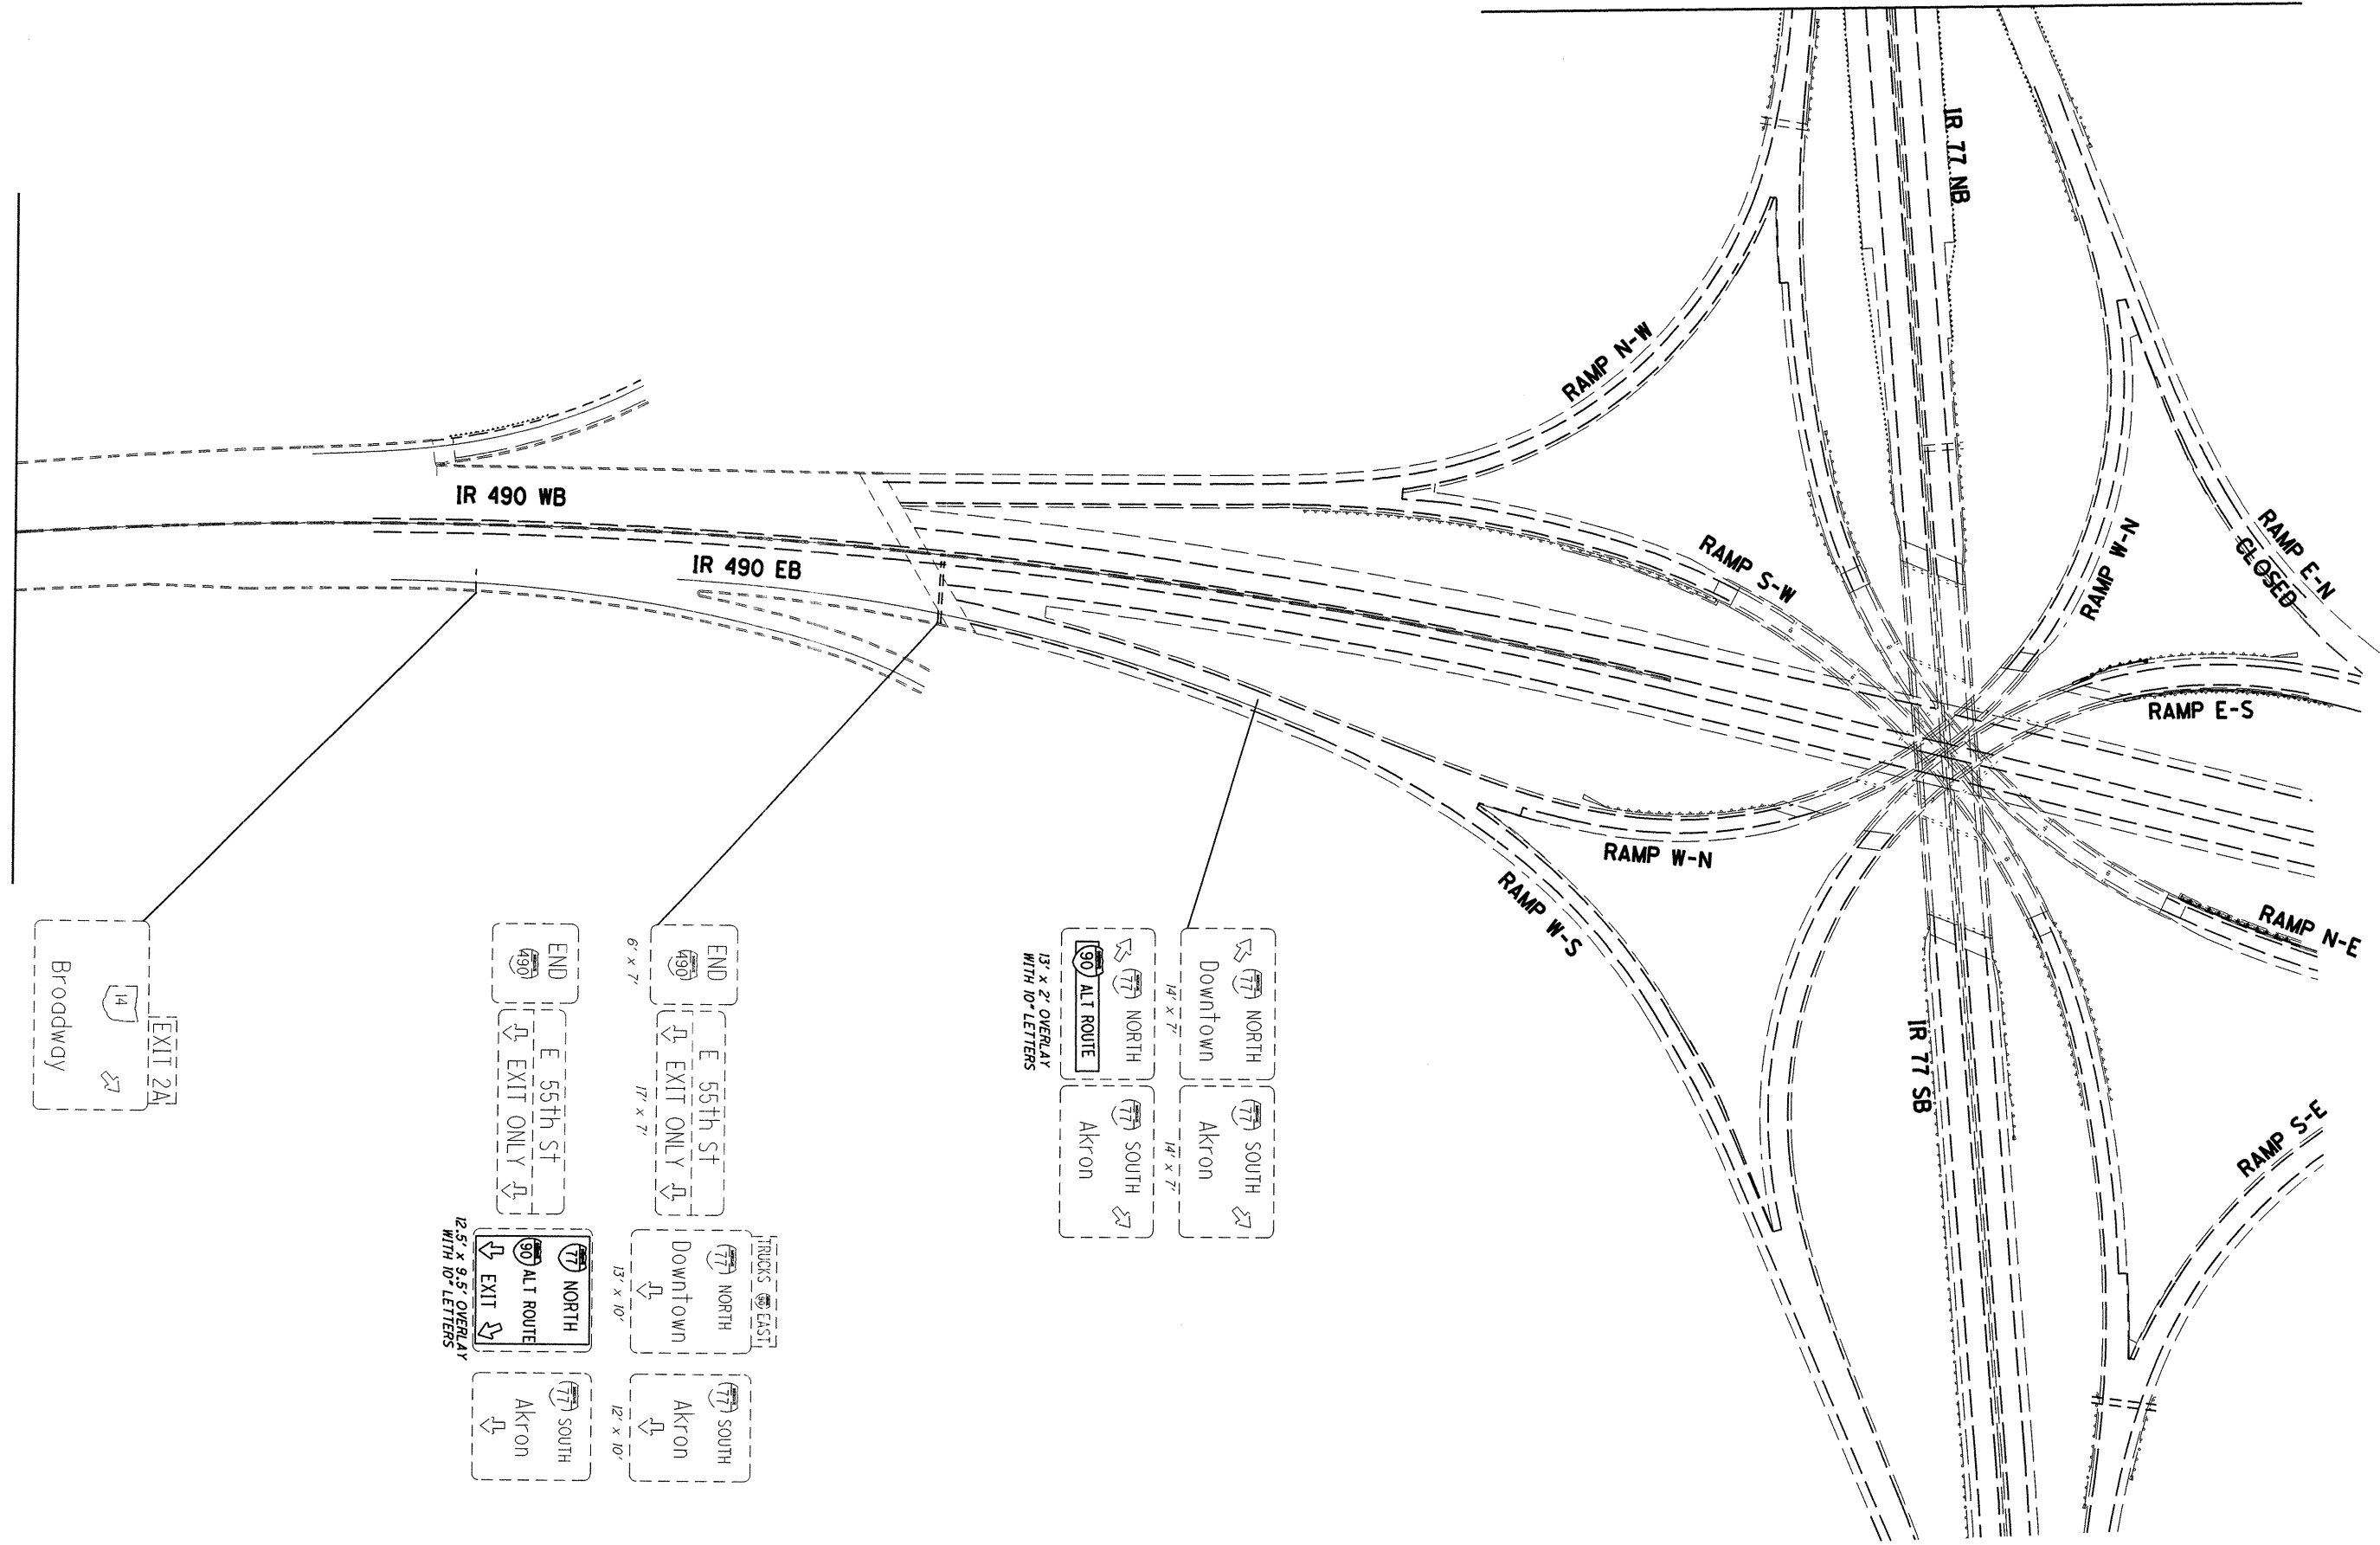 IR 77 NB
RAMP N-W
IR 490 WB
IR 490 EB
RAMP S-W
RAMP W-N
RAMP E-N
CLOSED
RAMP E-S
RAMP W-N
RAMP W-S
RAMP N-E
IR 77 SB
RAMP S-E
EXIT 2A
14
Broadway
END
490
6' x 7'
E 55th St
EXIT ONLY
17' x 7'
TRUCKS 90 EAST
77 NORTH
Downtown
13' x 10'
77 SOUTH
Akron
12' x 10'
END
490
E 55th St
EXIT ONLY
77 NORTH
90 ALT ROUTE
EXIT
12.5' x 9.5' OVERLAY
WITH 10" LETTERS
77 SOUTH
Akron
77 NORTH
Downtown
14' x 7'
77 SOUTH
Akron
14' x 7'
77 NORTH
90 ALT ROUTE
13' x 2' OVERLAY
WITH 10" LETTERS
77 SOUTH
Akron